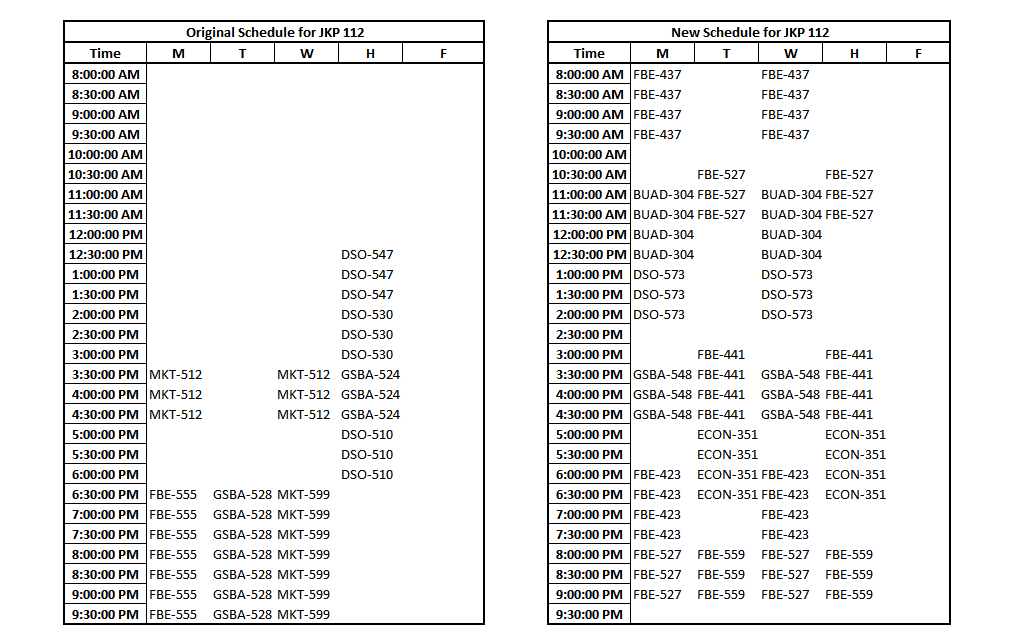 Original Schedule for JKP 112
Time M T W H F
8:00:00 AM
8:30:00 AM
9:00:00 AM
9:30:00 AM
10:00:00 AM
10:30:00 AM
11:00:00 AM
11:30:00 AM
12:00:00 PM
12:30:00 PM DSO-547
1:00:00 PM DSO-547
1:30:00 PM DSO-547
2:00:00 PM DSO-530
2:30:00 PM DSO-530
3:00:00 PM DSO-530
3:30:00 PM MKT-512 MKT-512 GSBA-524
4:00:00 PM MKT-512 MKT-512 GSBA-524
4:30:00 PM MKT-512 MKT-512 GSBA-524
5:00:00 PM DSO-510
5:30:00 PM DSO-510
6:00:00 PM DSO-510
6:30:00 PM FBE-555 GSBA-528 MKT-599
7:00:00 PM FBE-555 GSBA-528 MKT-599
7:30:00 PM FBE-555 GSBA-528 MKT-599
8:00:00 PM FBE-555 GSBA-528 MKT-599
8:30:00 PM FBE-555 GSBA-528 MKT-599
9:00:00 PM FBE-555 GSBA-528 MKT-599
9:30:00 PM FBE-555 GSBA-528 MKT-599
New Schedule for JKP 112
Time M T W H F
8:00:00 AM FBE-437 FBE-437
8:30:00 AM FBE-437 FBE-437
9:00:00 AM FBE-437 FBE-437
9:30:00 AM FBE-437 FBE-437
10:00:00 AM
10:30:00 AM FBE-527 FBE-527
11:00:00 AM BUAD-304 FBE-527 BUAD-304 FBE-527
11:30:00 AM BUAD-304 FBE-527 BUAD-304 FBE-527
12:00:00 PM BUAD-304 BUAD-304
12:30:00 PM BUAD-304 BUAD-304
1:00:00 PM DSO-573 DSO-573
1:30:00 PM DSO-573 DSO-573
2:00:00 PM DSO-573 DSO-573
2:30:00 PM
3:00:00 PM FBE-441 FBE-441
3:30:00 PM GSBA-548 FBE-441 GSBA-548 FBE-441
4:00:00 PM GSBA-548 FBE-441 GSBA-548 FBE-441
4:30:00 PM GSBA-548 FBE-441 GSBA-548 FBE-441
5:00:00 PM ECON-351 ECON-351
5:30:00 PM ECON-351 ECON-351
6:00:00 PM FBE-423 ECON-351 FBE-423 ECON-351
6:30:00 PM FBE-423 ECON-351 FBE-423 ECON-351
7:00:00 PM FBE-423 FBE-423
7:30:00 PM FBE-423 FBE-423
8:00:00 PM FBE-527 FBE-559 FBE-527 FBE-559
8:30:00 PM FBE-527 FBE-559 FBE-527 FBE-559
9:00:00 PM FBE-527 FBE-559 FBE-527 FBE-559
9:30:00 PM